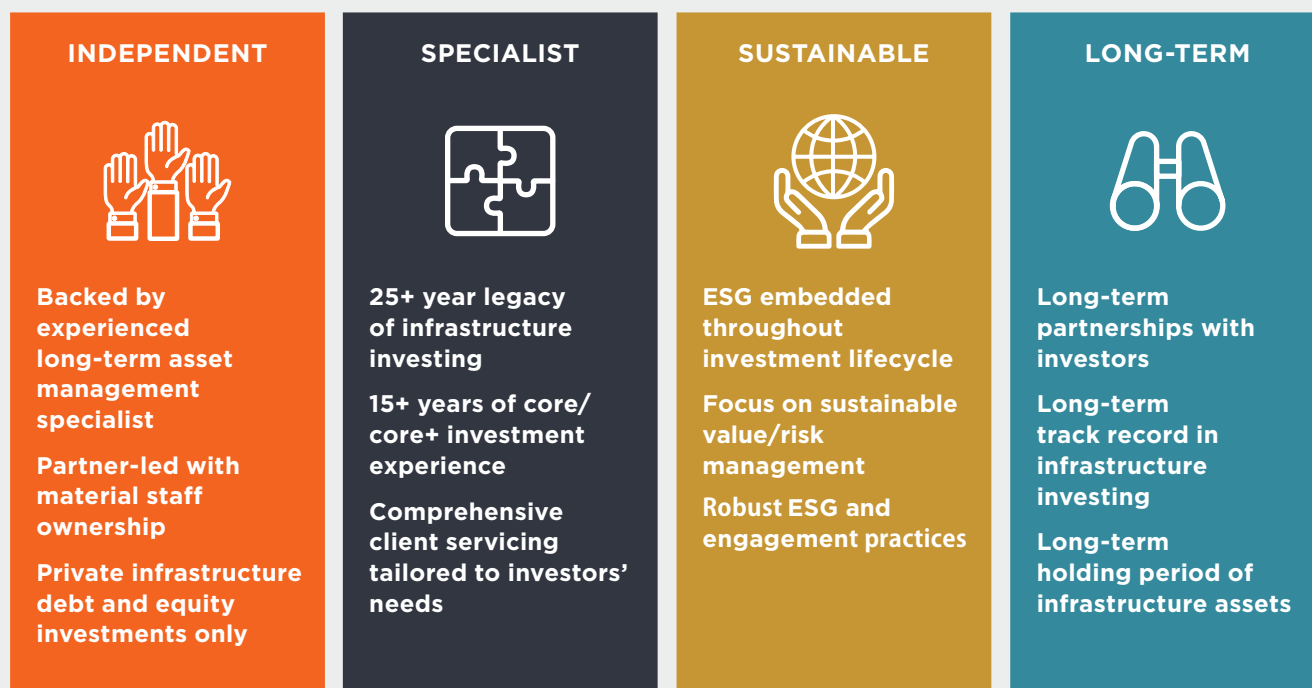 INDEPENDENT
Backed by
experienced
long-term asset
management
specialist
Partner-led with
material staff
ownership
Private infrastructure
debt and equity
investments only
SPECIALIST
25+ year legacy
of infrastructure
investing
15+ years of core/
core+ investment
experience
Comprehensive
client servicing
tailored to investors’
needs
SUSTAINABLE
ESG embedded
throughout
investment lifecycle
Focus on sustainable
value/risk
management
Robust ESG and
engagement practices
LONG-TERM
Long-term
partnerships with
investors
Long-term
track record in
infrastructure
investing
Long-term
holding period of
infrastructure assets